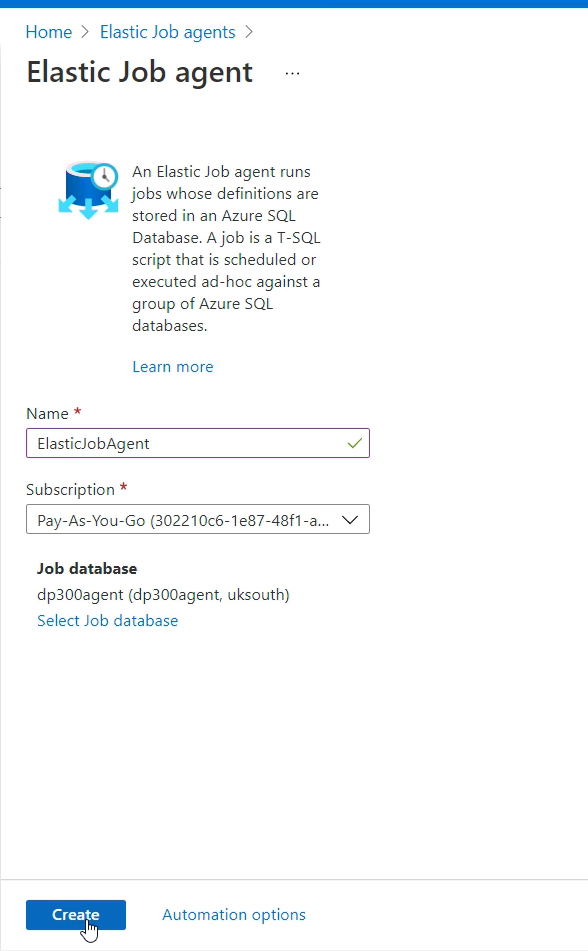 Home > Elastic Job agents >
Elastic Job agent ...
An Elastic Job agent runs
jobs whose definitions are
stored in an Azure SQL
Database. A job is a T-SQL
script that is scheduled or
executed ad-hoc against a
group of Azure SQL
databases.
Learn more
Name *
ElasticJobAgent
Subscription *
Pay-As-You-Go (302210c6-1e87-48f1-a...
Job database
dp300agent (dp300agent, uksouth)
Select Job database
Create
Automation options